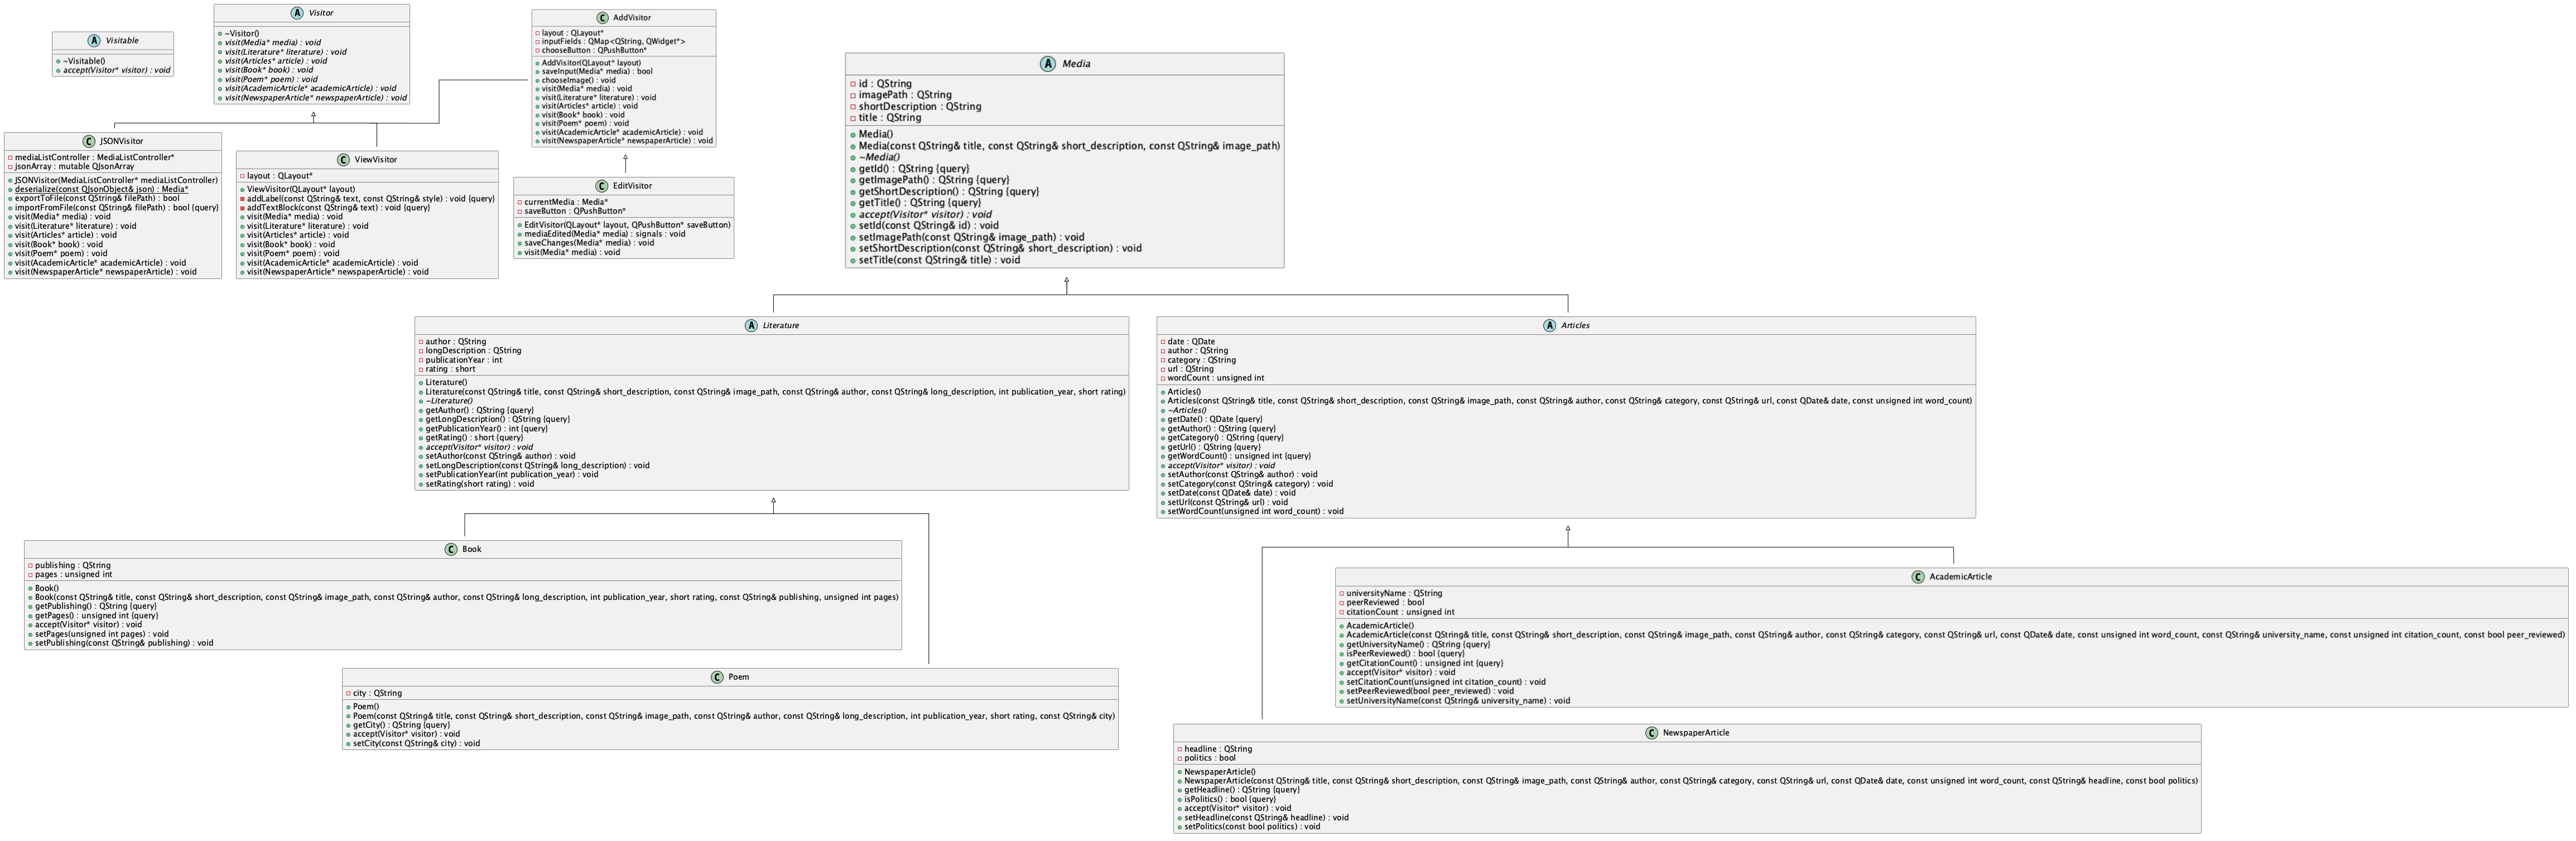 A Visitable
~Visitable()
accept(Visitor* visitor) : void
A Visitor
~Visitor()
visit(Media* media) : void
visit(Literature* literature) : void
visit(Articles* article) : void
visit(Book* book) : void
visit(Poem* poem) : void
visit(AcademicArticle* academicArticle) : void
visit(NewspaperArticle* newspaperArticle) : void
C AddVisitor
layout : QLayout*
inputFields : QMap<QString, QWidget*>
chooseButton : QPushButton*
AddVisitor(QLayout* layout)
saveInput(Media* media) : bool
chooseImage() : void
visit(Media* media) : void
visit(Literature* literature) : void
visit(Articles* article) : void
visit(Book* book) : void
visit(Poem* poem) : void
visit(AcademicArticle* academicArticle) : void
visit(NewspaperArticle* newspaperArticle) : void
C JSONVisitor
mediaListController : MediaListController*
jsonArray : mutable QJsonArray
JSONVisitor(MediaListController* mediaListController)
deserialize(const QJsonObject& json) : Media*
exportToFile(const QString& filePath) : bool
importFromFile(const QString& filePath) : bool {query}
visit(Media* media) : void
visit(Literature* literature) : void
visit(Articles* article) : void
visit(Book* book) : void
visit(Poem* poem) : void
visit(AcademicArticle* academicArticle) : void
visit(NewspaperArticle* newspaperArticle) : void
C ViewVisitor
layout : QLayout*
ViewVisitor(QLayout* layout)
addLabel(const QString& text, const QString& style) : void {query}
addTextBlock(const QString& text) : void {query}
visit(Media* media) : void
visit(Literature* literature) : void
visit(Articles* article) : void
visit(Book* book) : void
visit(Poem* poem) : void
visit(AcademicArticle* academicArticle) : void
visit(NewspaperArticle* newspaperArticle) : void
C EditVisitor
currentMedia : Media*
saveButton : QPushButton*
EditVisitor(QLayout* layout, QPushButton* saveButton)
mediaEdited(Media* media) : signals : void
saveChanges(Media* media) : void
visit(Media* media) : void
A Media
id : QString
imagePath : QString
shortDescription : QString
title : QString
Media()
Media(const QString& title, const QString& short_description, const QString& image_path)
~Media()
getId() : QString {query}
getImagePath() : QString {query}
getShortDescription() : QString {query}
getTitle() : QString {query}
accept(Visitor* visitor) : void
setId(const QString& id) : void
setImagePath(const QString& image_path) : void
setShortDescription(const QString& short_description) : void
setTitle(const QString& title) : void
A Literature
author : QString
longDescription : QString
publicationYear : int
rating : short
Literature()
Literature(const QString& title, const QString& short_description, const QString& image_path, const QString& author, const QString& long_description, int publication_year, short rating)
~Literature()
getAuthor() : QString {query}
getLongDescription() : QString {query}
getPublicationYear() : int {query}
getRating() : short {query}
accept(Visitor* visitor) : void
setAuthor(const QString& author) : void
setLongDescription(const QString& long_description) : void
setPublicationYear(int publication_year) : void
setRating(short rating) : void
A Articles
date : QDate
author : QString
category : QString
url : QString
wordCount : unsigned int
Articles()
Articles(const QString& title, const QString& short_description, const QString& image_path, const QString& author, const QString& category, const QString& url, const QDate& date, const unsigned int word_count)
~Articles()
getDate() : QDate {query}
getAuthor() : QString {query}
getCategory() : QString {query}
getUrl() : QString {query}
getWordCount() : unsigned int {query}
accept(Visitor* visitor) : void
setAuthor(const QString& author) : void
setCategory(const QString& category) : void
setDate(const QDate& date) : void
setUrl(const QString& url) : void
setWordCount(unsigned int word_count) : void
C Book
publishing : QString
pages : unsigned int
Book()
Book(const QString& title, const QString& short_description, const QString& image_path, const QString& author, const QString& long_description, int publication_year, short rating, const QString& publishing, unsigned int pages)
getPublishing() : QString {query}
getPages() : unsigned int {query}
accept(Visitor* visitor) : void
setPages(unsigned int pages) : void
setPublishing(const QString& publishing) : void
C Poem
city : QString
Poem()
Poem(const QString& title, const QString& short_description, const QString& image_path, const QString& author, const QString& long_description, int publication_year, short rating, const QString& city)
getCity() : QString {query}
accept(Visitor* visitor) : void
setCity(const QString& city) : void
C AcademicArticle
universityName : QString
peerReviewed : bool
citationCount : unsigned int
AcademicArticle()
AcademicArticle(const QString& title, const QString& short_description, const QString& image_path, const QString& author, const QString& category, const QString& url, const QDate& date, const unsigned int word_count, const QString& university_name, const unsigned int citation_count, const bool peer_reviewed)
getUniversityName() : QString {query}
isPeerReviewed() : bool {query}
getCitationCount() : unsigned int {query}
accept(Visitor* visitor) : void
setCitationCount(unsigned int citation_count) : void
setPeerReviewed(bool peer_reviewed) : void
setUniversityName(const QString& university_name) : void
C NewspaperArticle
headline : QString
politics : bool
NewspaperArticle()
NewspaperArticle(const QString& title, const QString& short_description, const QString& image_path, const QString& author, const QString& category, const QString& url, const QDate& date, const unsigned int word_count, const QString& headline, const bool politics)
getHeadline() : QString {query}
isPolitics() : bool {query}
accept(Visitor* visitor) : void
setHeadline(const QString& headline) : void
setPolitics(const bool politics) : void